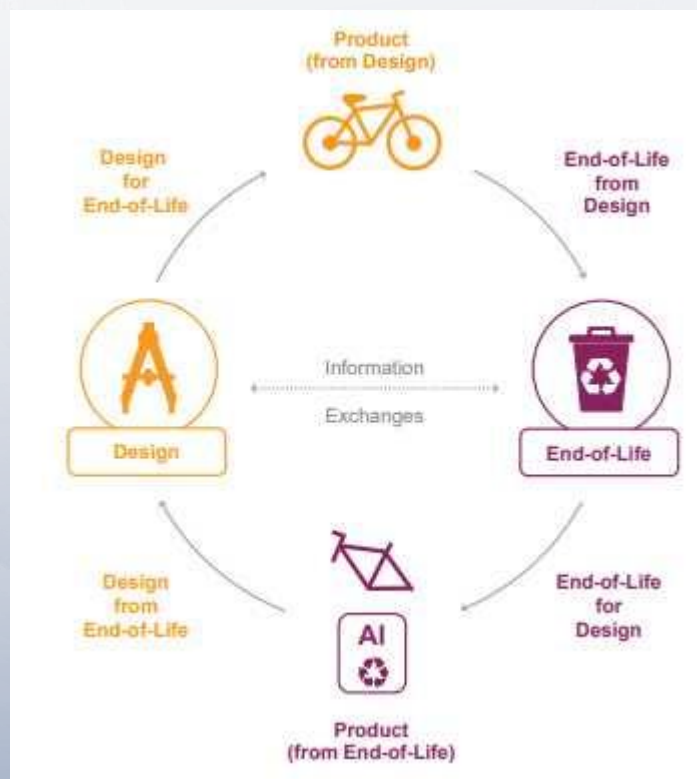 Product
(from Design)
Design
for
End-of-Life
End-of-Life
from
Design
Information
Exchanges
Design
End-of-Life
Design
from
End-of-Life
Al
End-of-Life
for
Design
Product
(from End-of-Life)